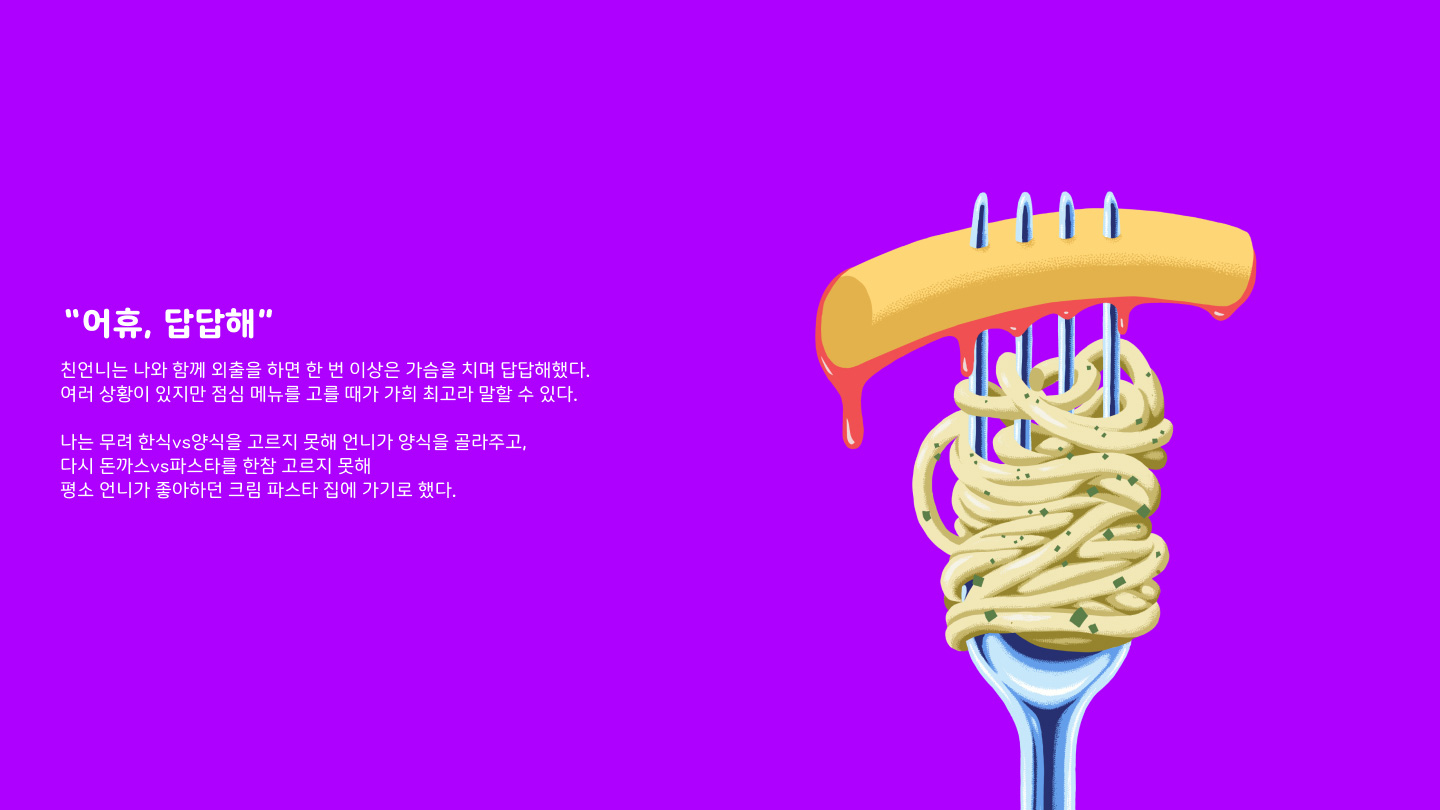 “어휴, 답답해”
친언니는 나와 함께 외출을 하면 한 번 이상은 가슴을 치며 답답해했다.
여러 상황이 있지만 점심 메뉴를 고를 때가 가희 최고라 말할 수 있다.
나는 무려 한식vs양식을 고르지 못해 언니가 양식을 골라주고,
다시 돈까스vs파스타를 한참 고르지 못해
평소 언니가 좋아하던 크림 파스타 집에 가기로 했다.